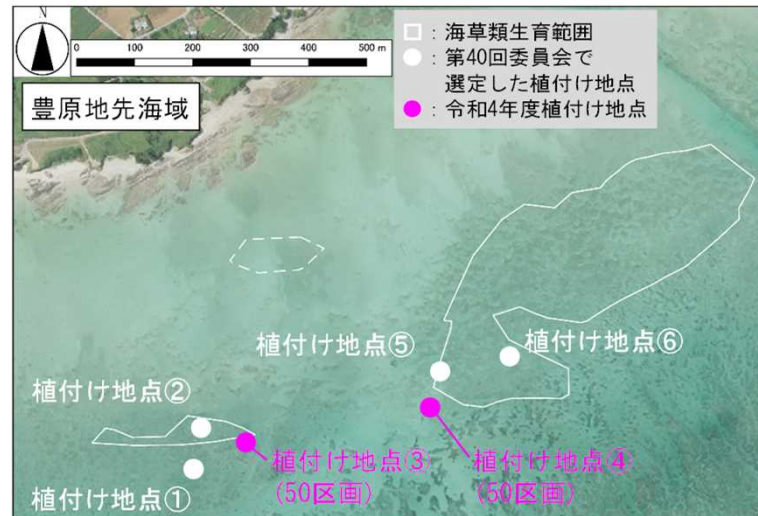 N
0 100 200 300 400 500 m
豊原地先海域
□ : 海草類生育範囲
● : 第40回委員会で
選定した植付け地点
● : 令和4年度植付け地点
植付け地点⑤
植付け地点⑥
植付け地点②
植付け地点③
(50区画)
植付け地点④
(50区画)
植付け地点①